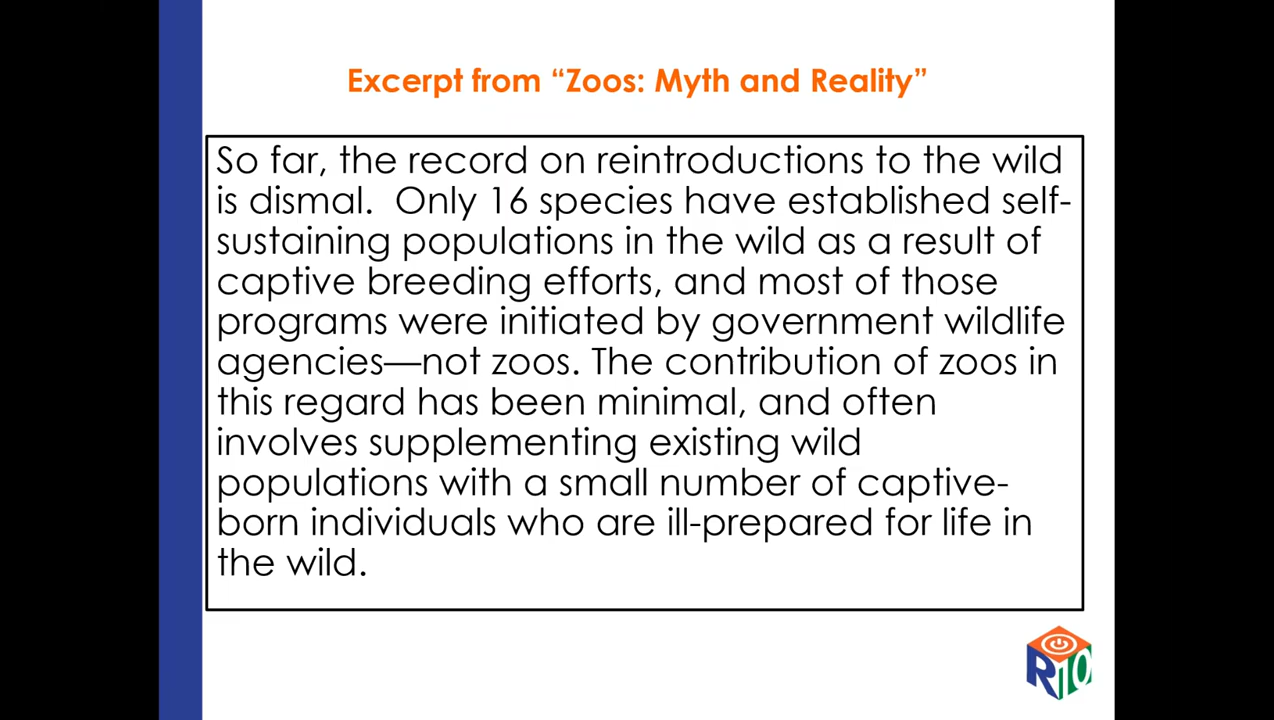 Excerpt from “Zoos: Myth and Reality”
So far, the record on reintroductions to the wild
is dismal.  Only 16 species have established self-
sustaining populations in the wild as a result of
captive breeding efforts, and most of those
programs were initiated by government wildlife
agencies—not zoos. The contribution of zoos in
this regard has been minimal, and often
involves supplementing existing wild
populations with a small number of captive-
born individuals who are ill-prepared for life in
the wild.
R10